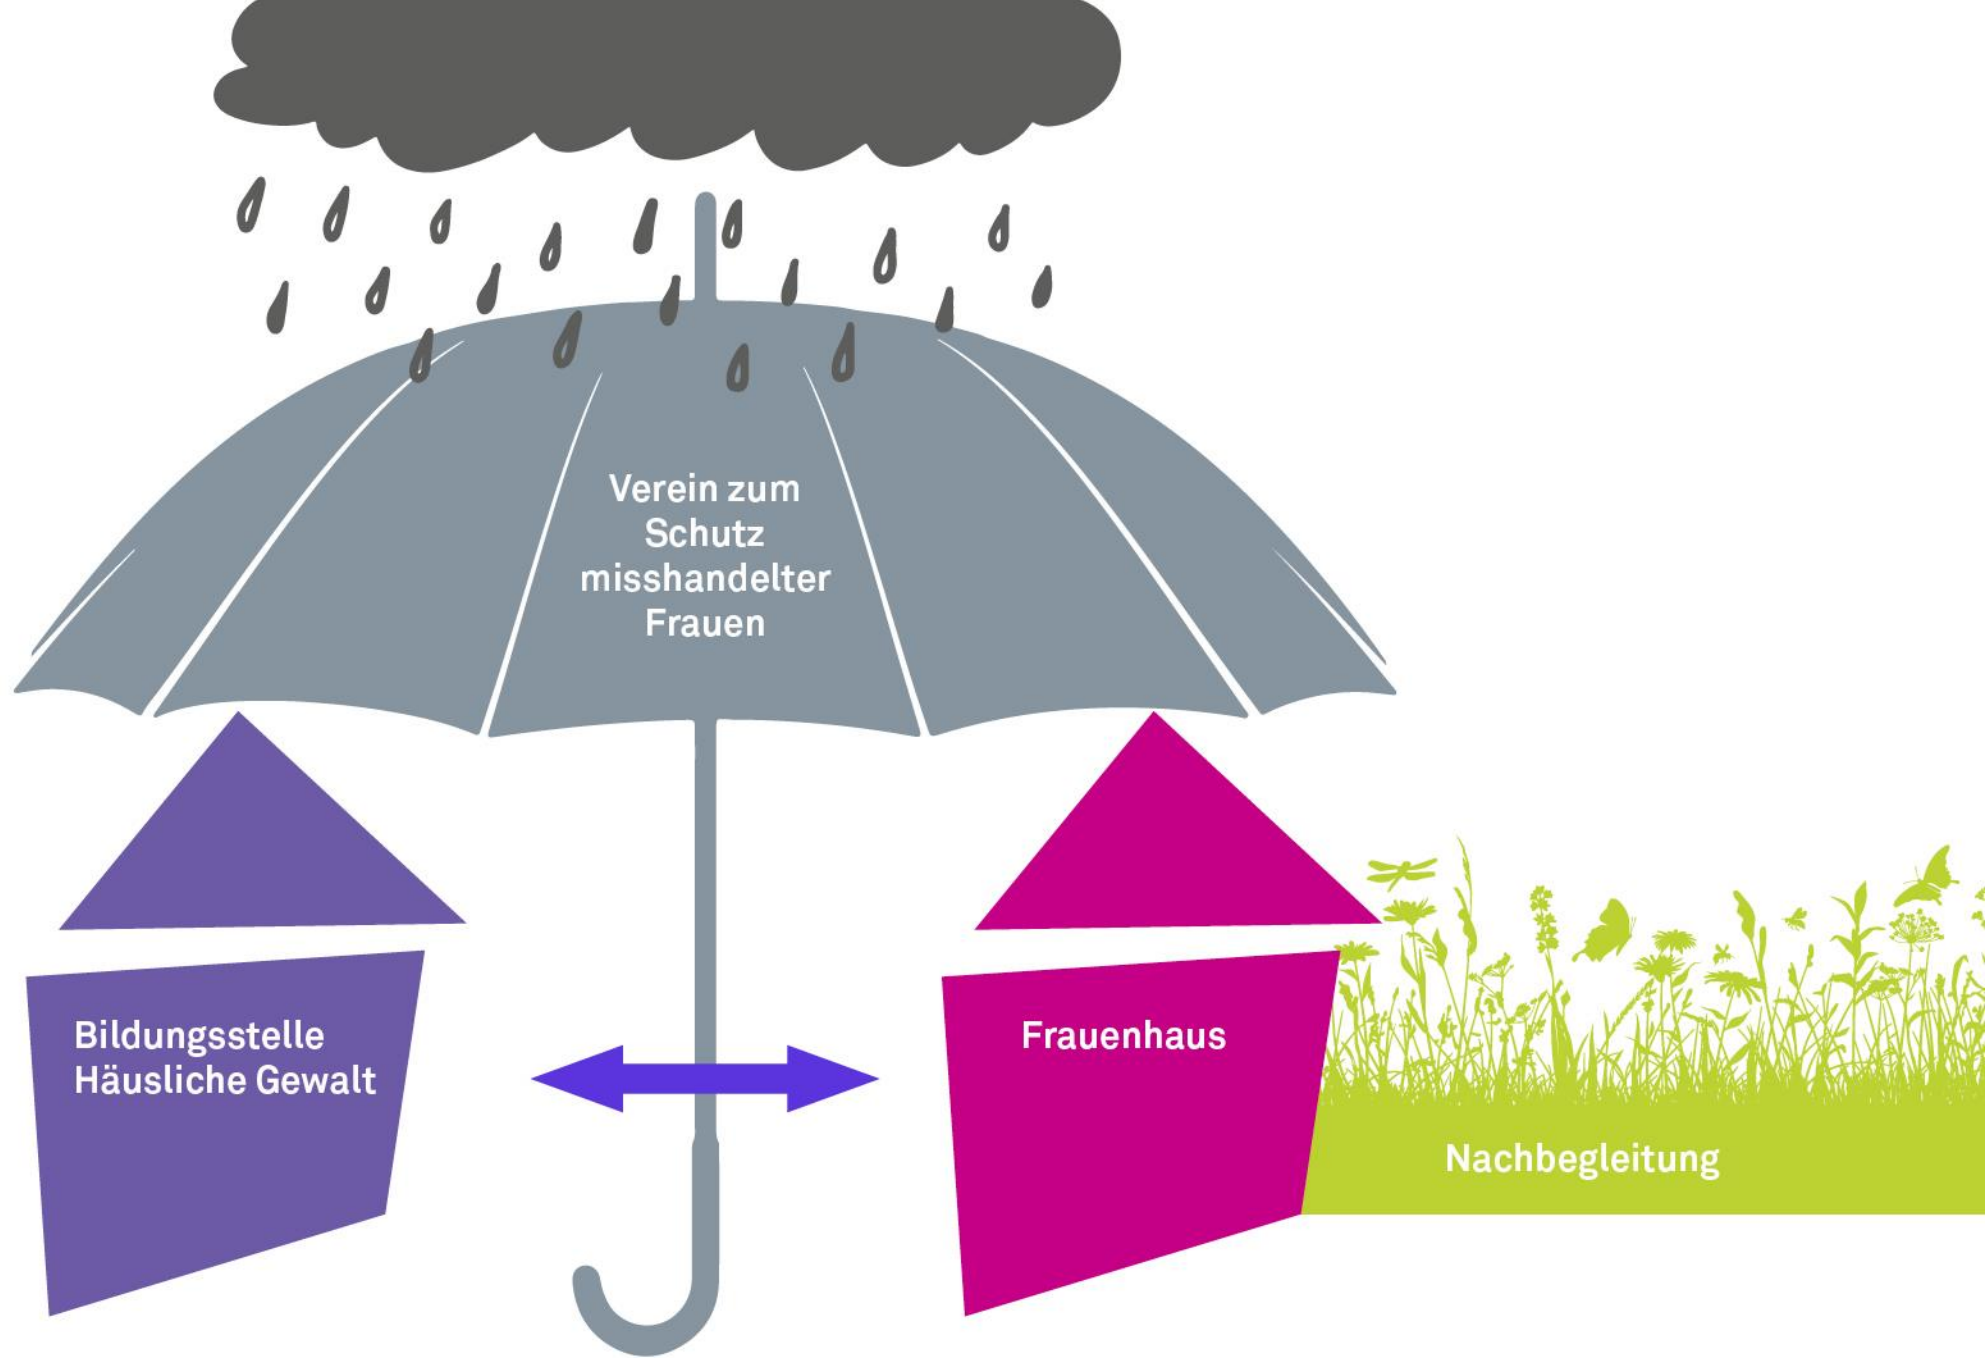 Verein zum
Schutz
misshandelter
Frauen
Bildungsstelle
Häusliche Gewalt
Frauenhaus
Nachbegleitung